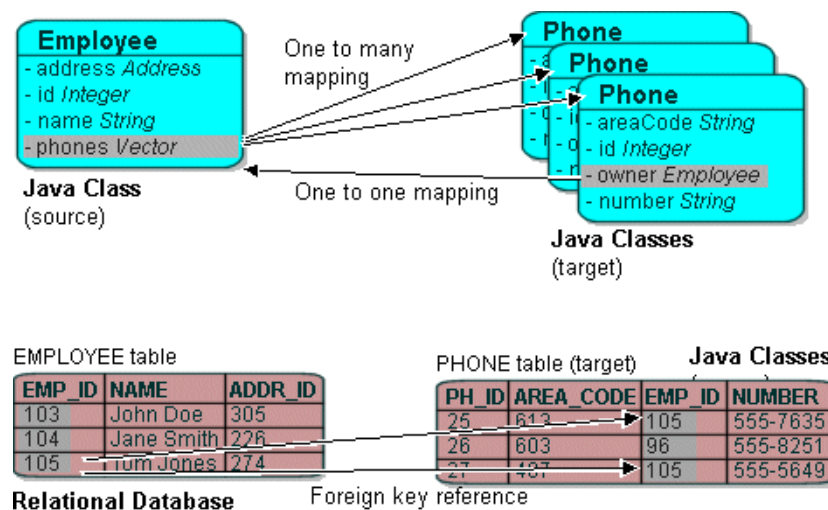 Employee
- address Address
- id Integer
- name String
- phones Vector
Java Class
(source)
One to many
mapping
One to one mapping
Phone
Phone
Phone
- areaCode String
- id Integer
- owner Employee
- number String
Java Classes
(target)
EMPLOYEE table
EMP_ID NAME ADDR_ID
103 John Doe 305
104 Jane Smith 226
105 Tom Jones 274
Relational Database
Foreign key reference
PHONE table (target)
Java Classes
PH_ID AREA_CODE EMP_ID NUMBER
25 613 105 555-7635
26 603 96 555-8251
27 105 555-5649